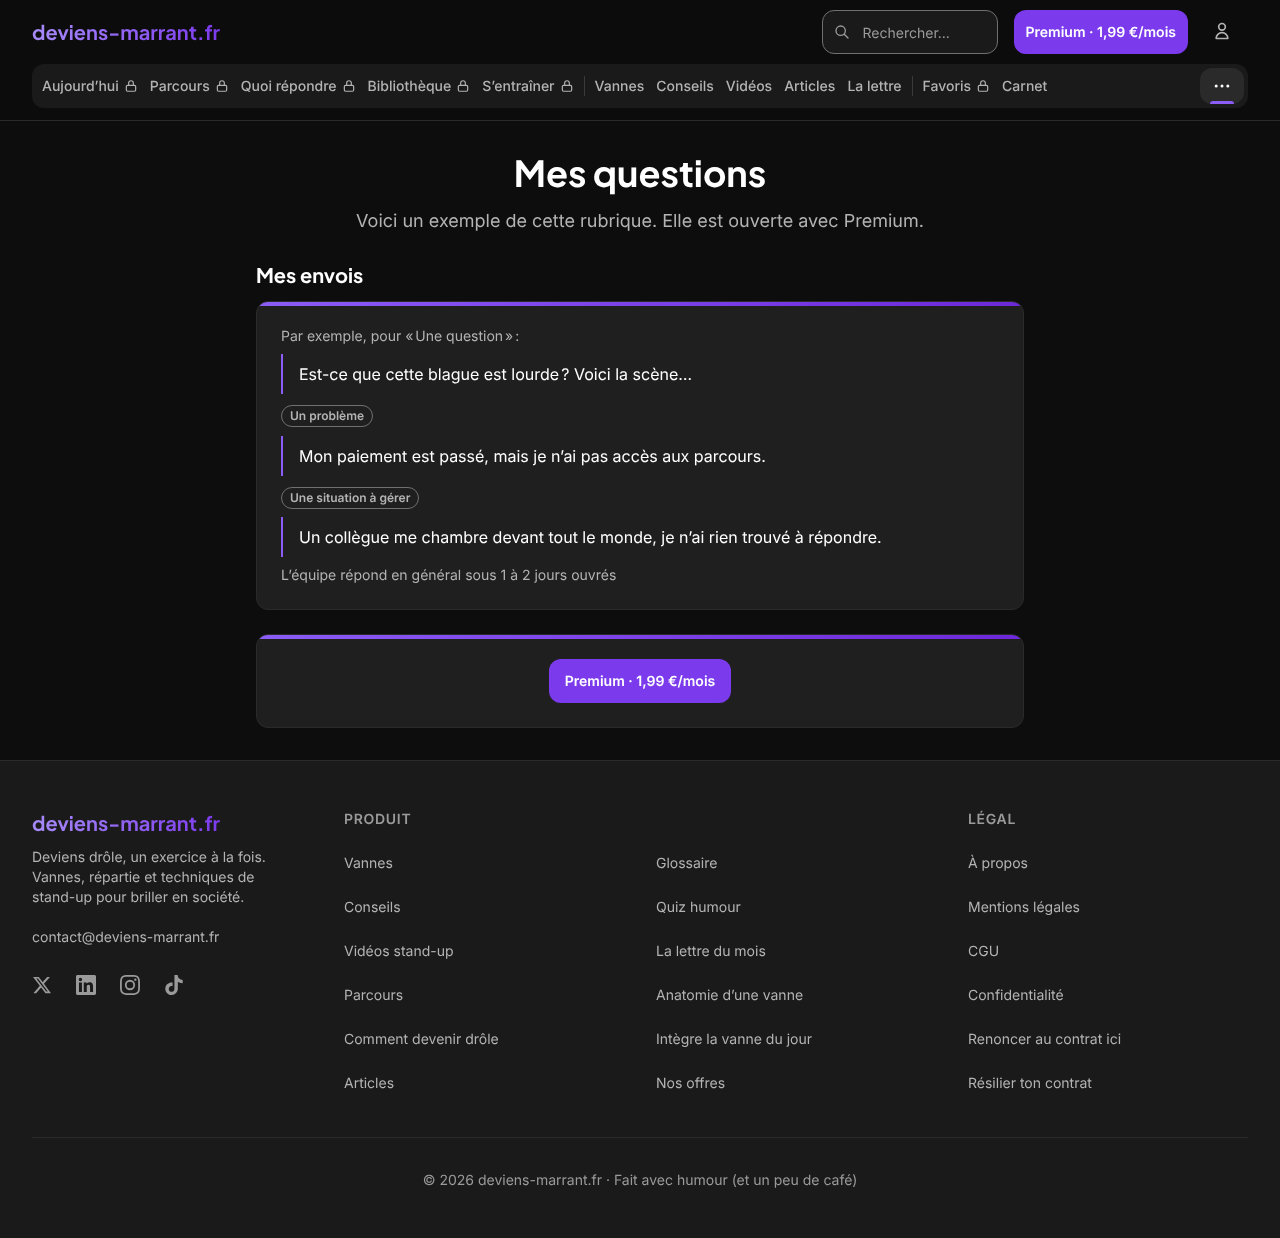 deviens-marrant.fr
Rechercher...
Premium · 1,99 €/mois
Aujourd’hui
Parcours
Quoi répondre
Bibliothèque
S’entraîner
Vannes
Conseils
Vidéos
Articles
La lettre
Favoris
Carnet
Mes questions
Voici un exemple de cette rubrique. Elle est ouverte avec Premium.
Mes envois
Par exemple, pour « Une question » :
Est-ce que cette blague est lourde ? Voici la scène…
Un problème
Mon paiement est passé, mais je n’ai pas accès aux parcours.
Une situation à gérer
Un collègue me chambre devant tout le monde, je n’ai rien trouvé à répondre.
L’équipe répond en général sous 1 à 2 jours ouvrés
Premium · 1,99 €/mois
deviens-marrant.fr
Deviens drôle, un exercice à la fois.
Vannes, répartie et techniques de
stand-up pour briller en société.
contact@deviens-marrant.fr
PRODUIT
Vannes
Conseils
Vidéos stand-up
Parcours
Comment devenir drôle
Articles
Glossaire
Quiz humour
La lettre du mois
Anatomie d’une vanne
Intègre la vanne du jour
Nos offres
LÉGAL
À propos
Mentions légales
CGU
Confidentialité
Renoncer au contrat ici
Résilier ton contrat
© 2026 deviens-marrant.fr · Fait avec humour (et un peu de café)